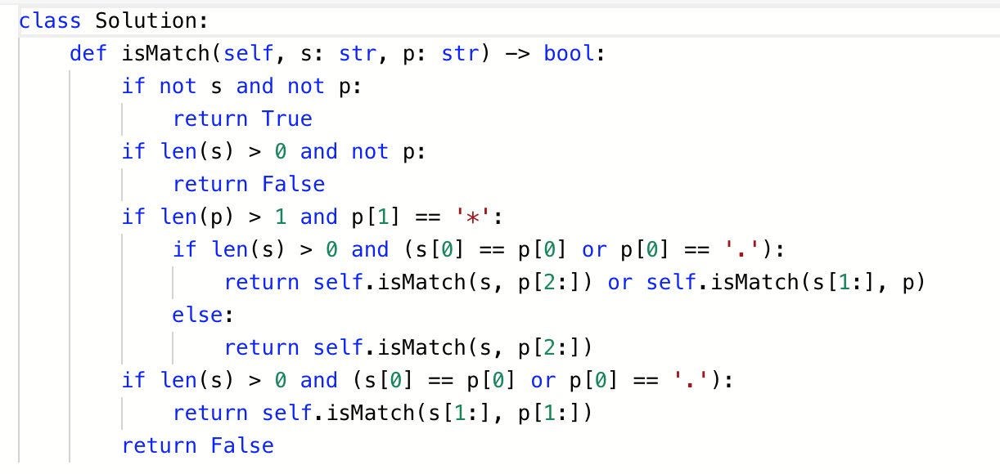 class Solution:
    def isMatch(self, s: str, p: str) -> bool:
        if not s and not p:
            return True
        if len(s) > 0 and not p:
            return False
        if len(p) > 1 and p[1] == '*':
            if len(s) > 0 and (s[0] == p[0] or p[0] == '.'):
                return self.isMatch(s, p[2:]) or self.isMatch(s[1:], p)
            else:
                return self.isMatch(s, p[2:])
        if len(s) > 0 and (s[0] == p[0] or p[0] == '.'):
            return self.isMatch(s[1:], p[1:])
        return False